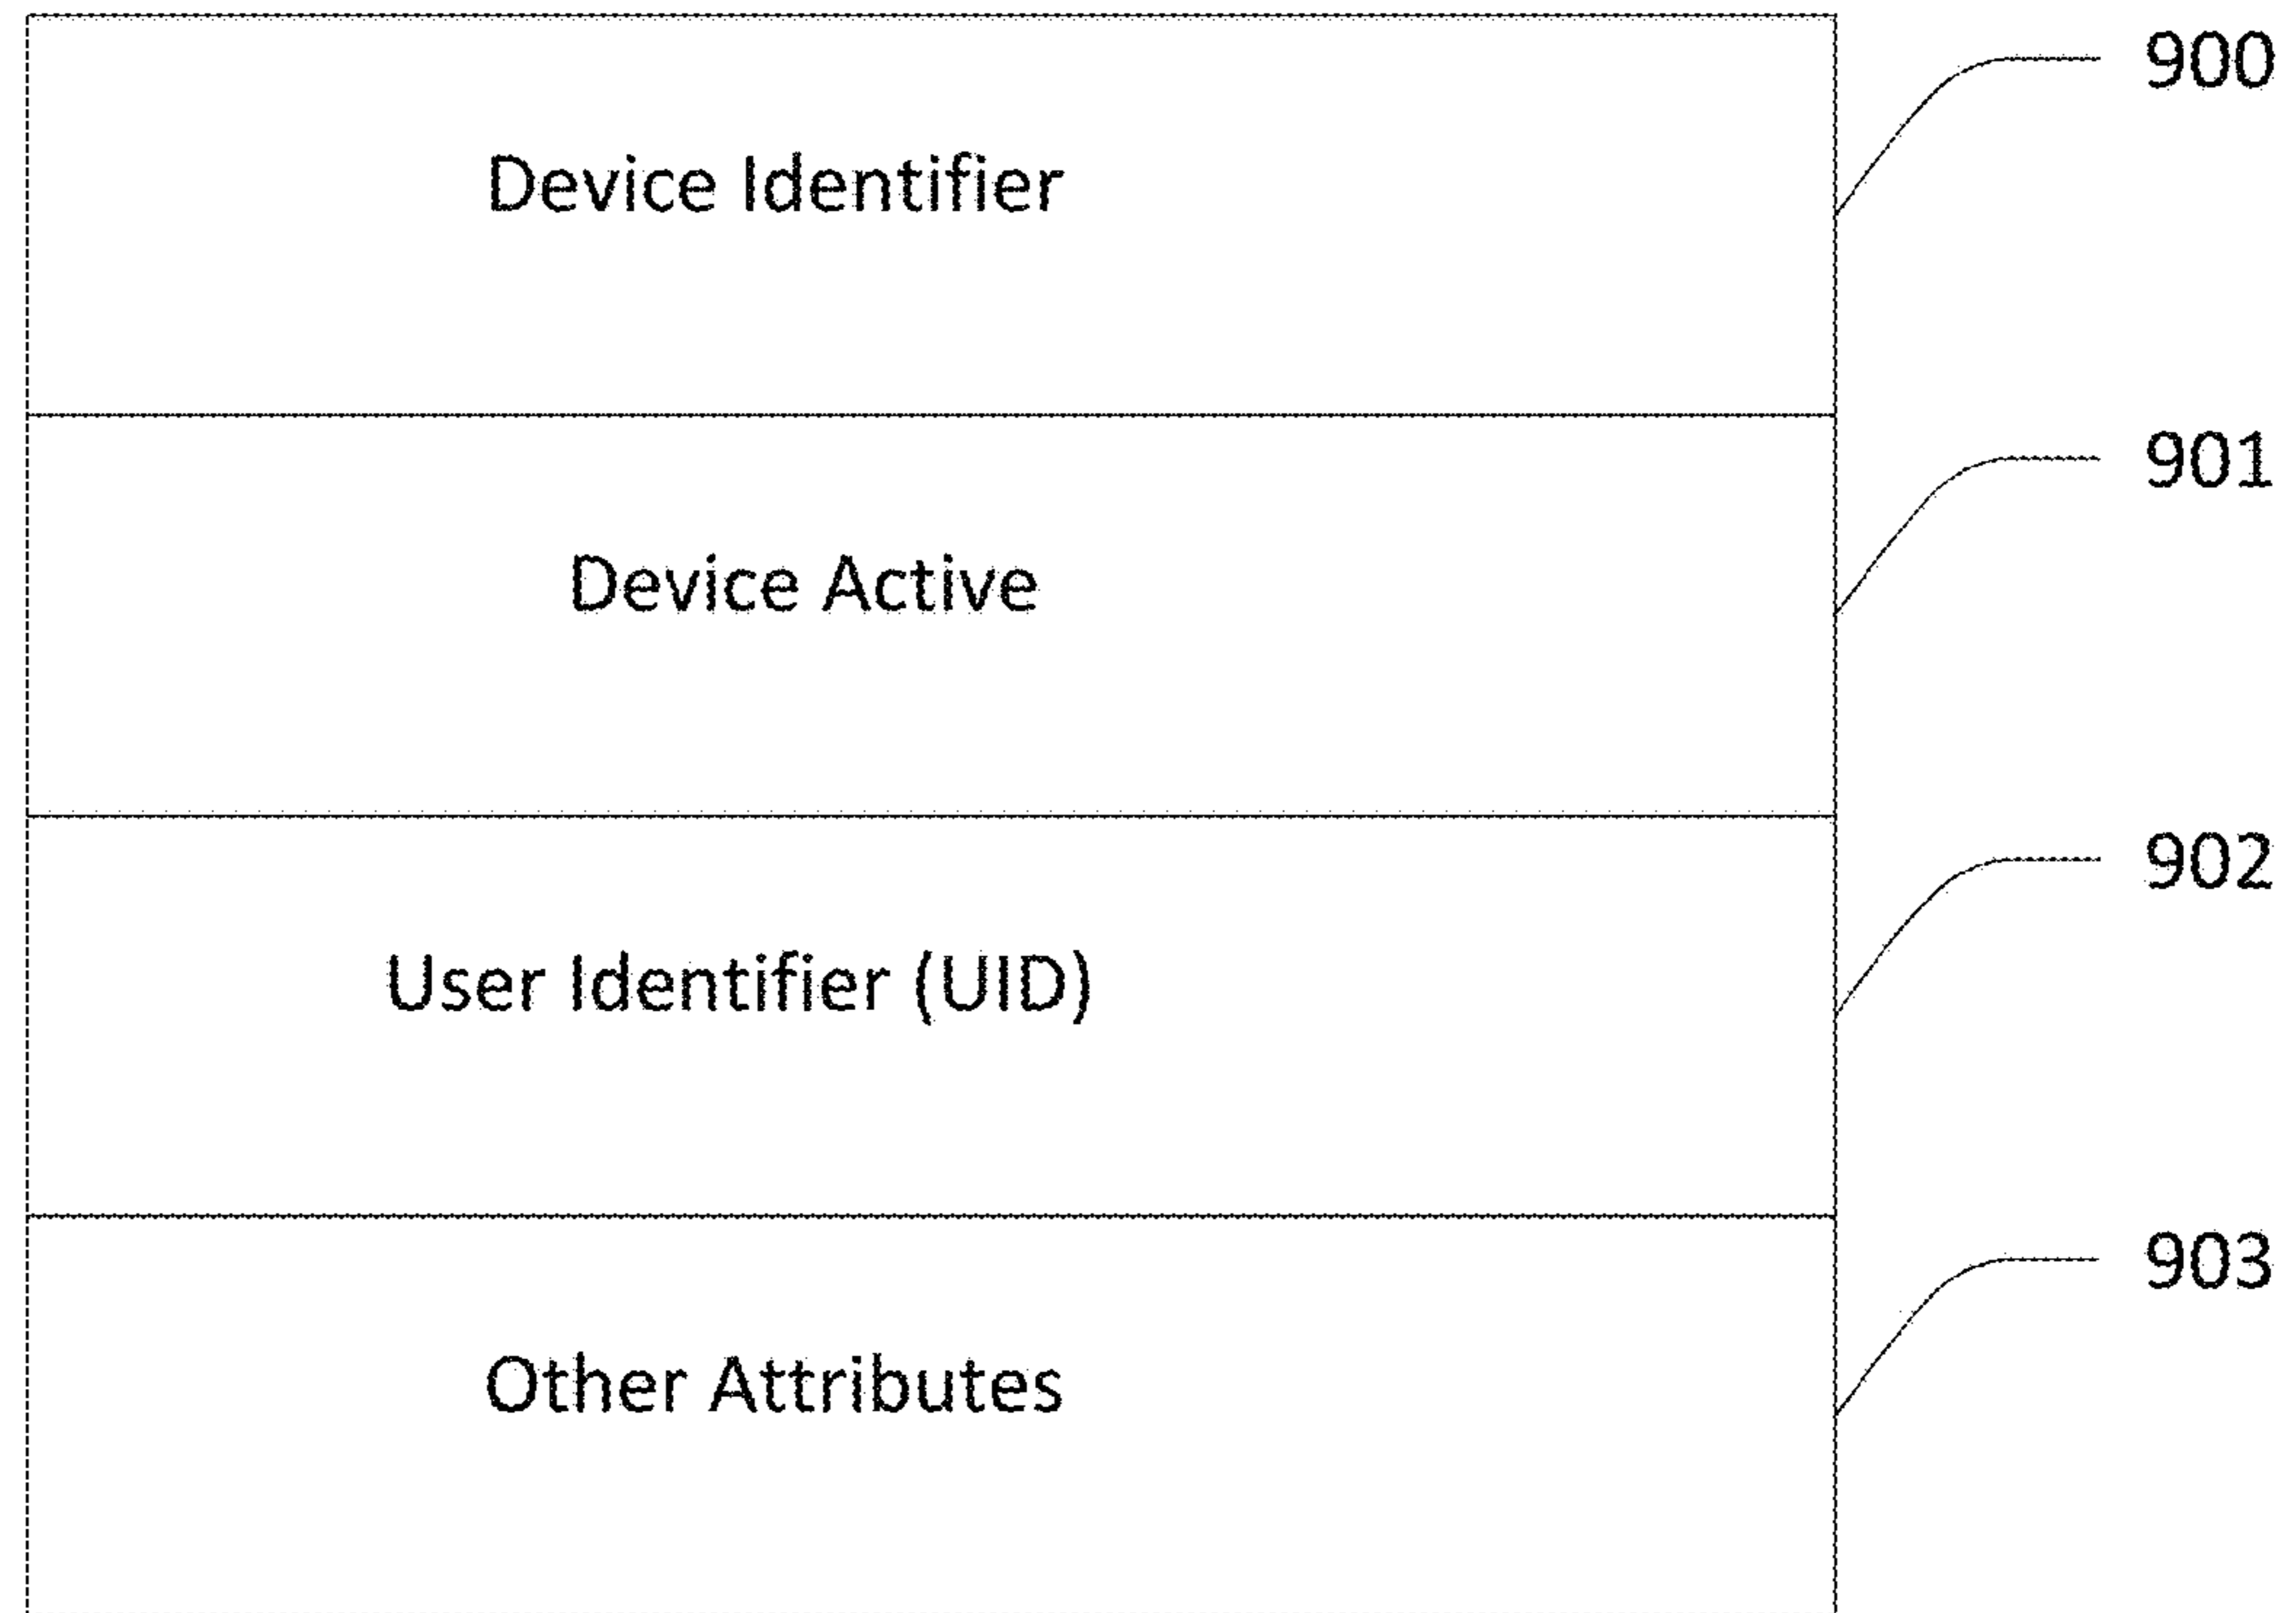 900
Device Identifier
901
Device Active
902
User Identifier (UID)
903
Other Attributes